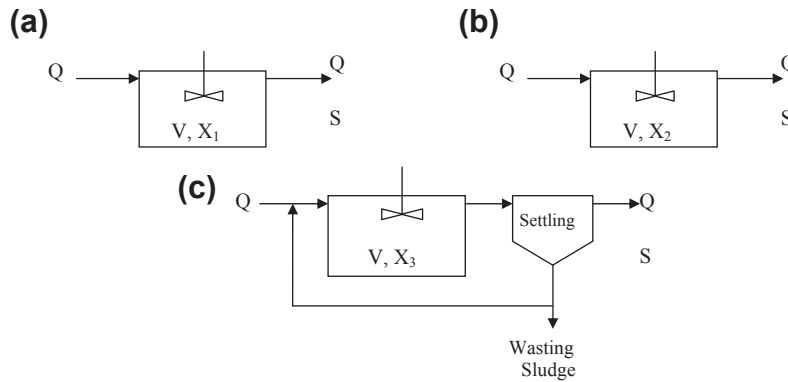 (a)
Q
Q
V, X₁
S
(b)
Q
Q
V, X₂
S
(c)
Q
Settling
Q
V, X₃
S
Wasting
Sludge